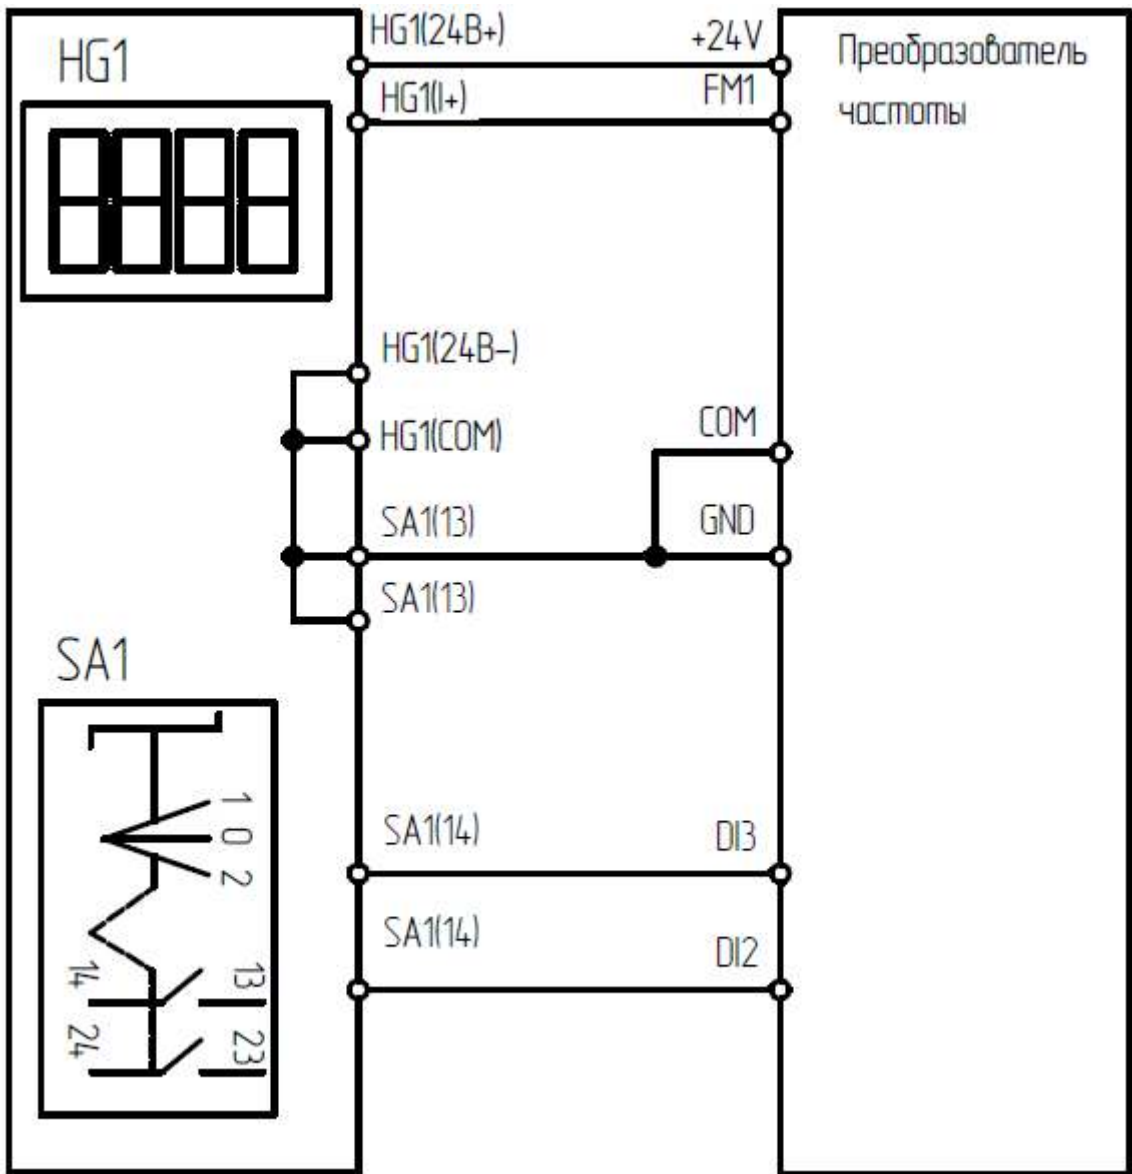 HG1
HG1(24В+)
+24V
Преобразователь
частоты
HG1(I+)
FM1
HG1(24В-)
HG1(COM)
COM
SA1(13)
GND
SA1(13)
SA1
1
0
2
SA1(14)
DI3
SA1(14)
DI2
14
13
24
23